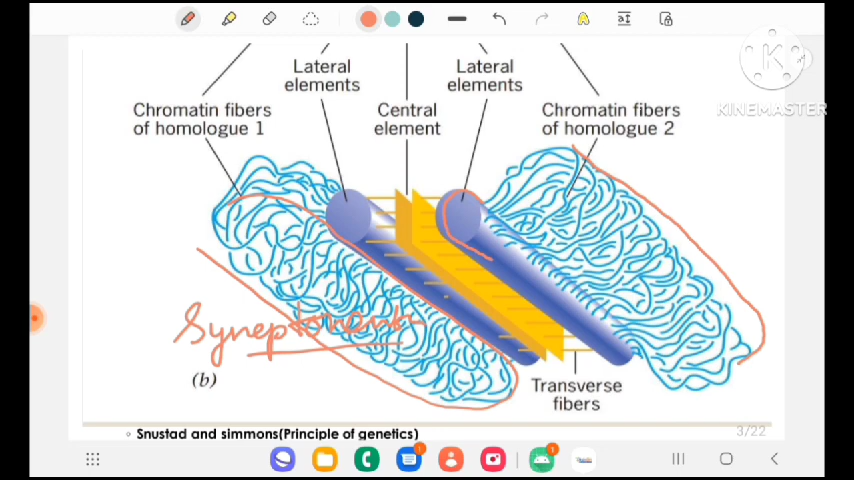 Lateral elements
Lateral elements
Chromatin fibers of homologue 1
Central element
Chromatin fibers of homologue 2
KINEMASTER
(b)
Transverse fibers
Snustad and simmons(Principle of genetics)
3/22